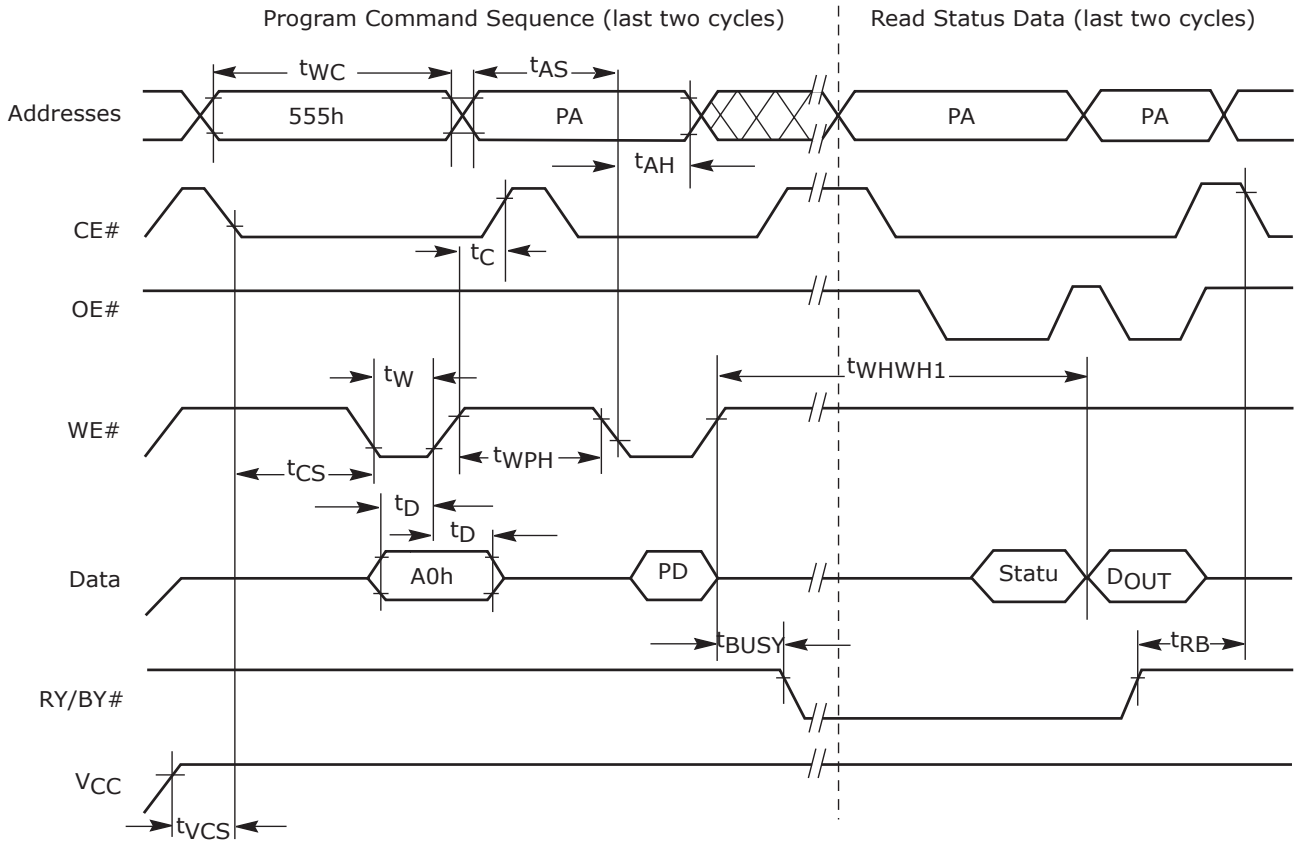 Program Command Sequence (last two cycles)
Read Status Data (last two cycles)
tWC
tAS
Addresses
555h
PA
PA
PA
tAH
CE#
tC
OE#
tWHWH1
tW
WE#
tCS
tWPH
tD
tD
Data
A0h
PD
Statu
DOUT
tBUSY
tRB
RY/BY#
VCC
tVCS